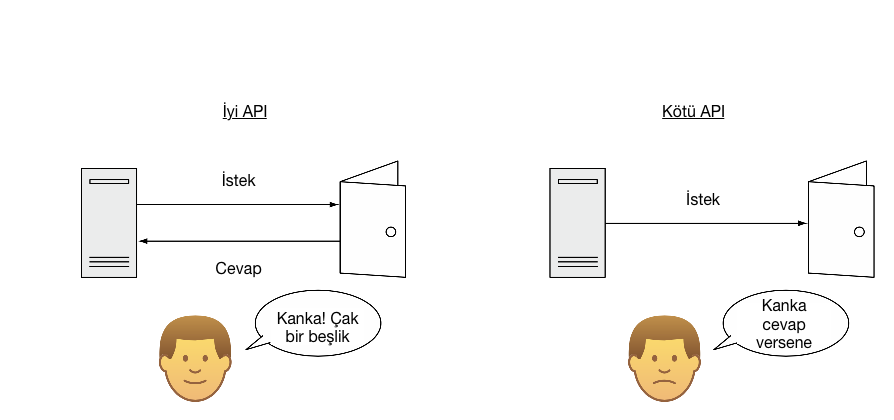 İyi API
İstek
Cevap
Kanka! Çak
bir beşlik
Kötü API
İstek
Kanka
cevap
versene